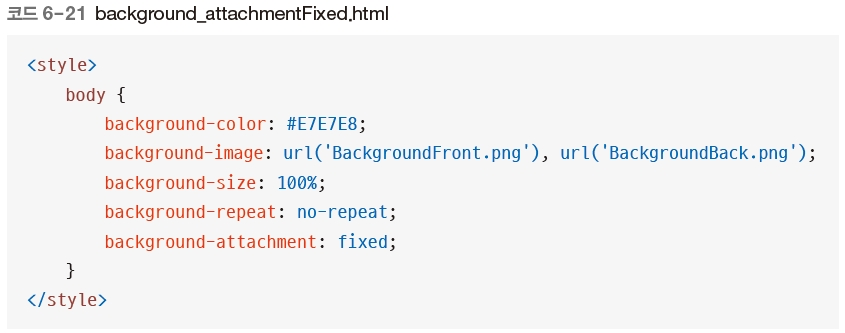 코드 6-21 background_attachmentFixed.html
<style>
body {
background-color: #E7E7E8;
background-image: url('BackgroundFront.png'), url('BackgroundBack.png');
background-size: 100%;
background-repeat: no-repeat;
background-attachment: fixed;
}
</style>